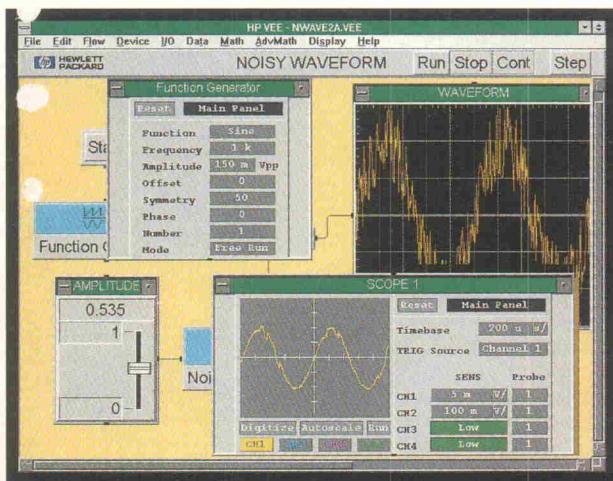 HP VEE - NWAVE2A.VEE
File Edit Flow Device I/O Data Math AdvMath Display Help
HEWLETT PACKARD
NOISY WAVEFORM
Run Stop Cont Step
Function Generator
Reset Main Panel
Function Sine
Frequency 1 k
Amplitude 150 m Vpp
Offset 0
Symmetry 50
Phase 0
Number 1
Mode Free Run
Sta
Function G
WAVEFORM
AMPLITUDE
0.535
1
0
Noi
SCOPE 1
Reset Main Panel
Timebase 200 u s/
TRIG Source Channel 1
SENS Probe
CH1 5 m V/ 1
CH2 100 m V/ 1
CH3 Low 1
CH4 Low 1
Digitize Autoscale Run
CH1